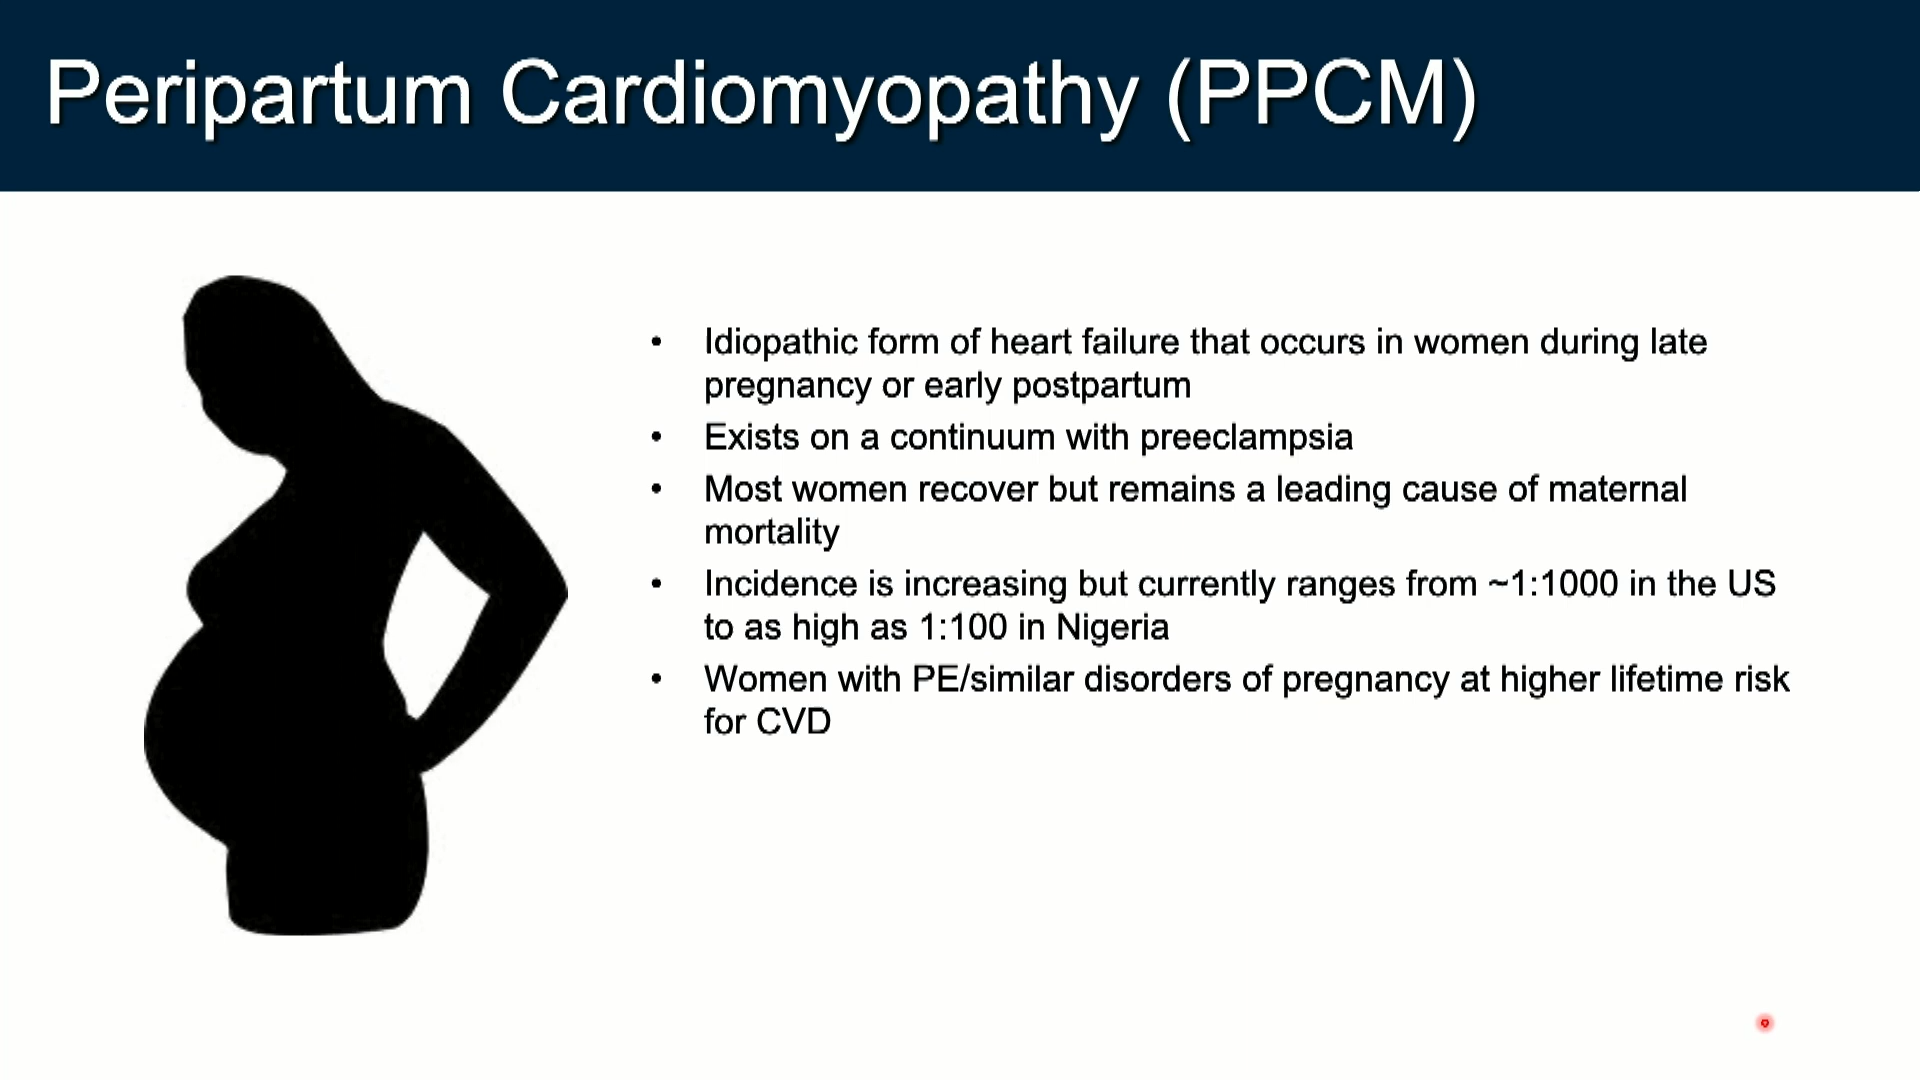 Peripartum Cardiomyopathy (PPCM)
• Idiopathic form of heart failure that occurs in women during late
pregnancy or early postpartum
• Exists on a continuum with preeclampsia
• Most women recover but remains a leading cause of maternal
mortality
• Incidence is increasing but currently ranges from ~1:1000 in the US
to as high as 1:100 in Nigeria
• Women with PE/similar disorders of pregnancy at higher lifetime risk
for CVD